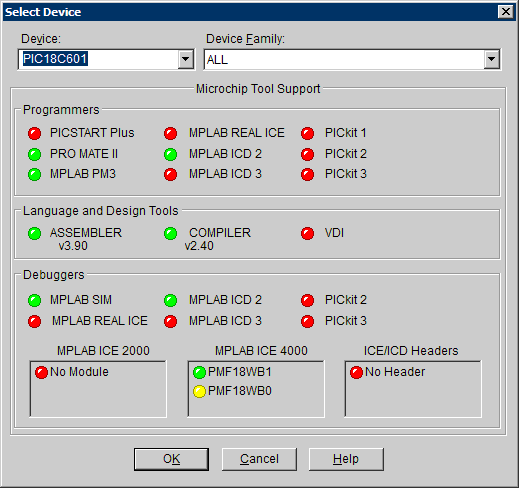 Select Device
Device: Device Family:
PIC18C601 ALL
Microchip Tool Support
Programmers
PICSTART Plus MPLAB REAL ICE PICkit 1
PRO MATE II MPLAB ICD 2 PICkit 2
MPLAB PM3 MPLAB ICD 3 PICkit 3
Language and Design Tools
ASSEMBLER COMPILER VDI
v3.90 v2.40
Debuggers
MPLAB SIM MPLAB ICD 2 PICkit 2
MPLAB REAL ICE MPLAB ICD 3 PICkit 3
MPLAB ICE 2000 MPLAB ICE 4000 ICE/ICD Headers
No Module PMF18WB1 No Header
PMF18WB0
OK Cancel Help